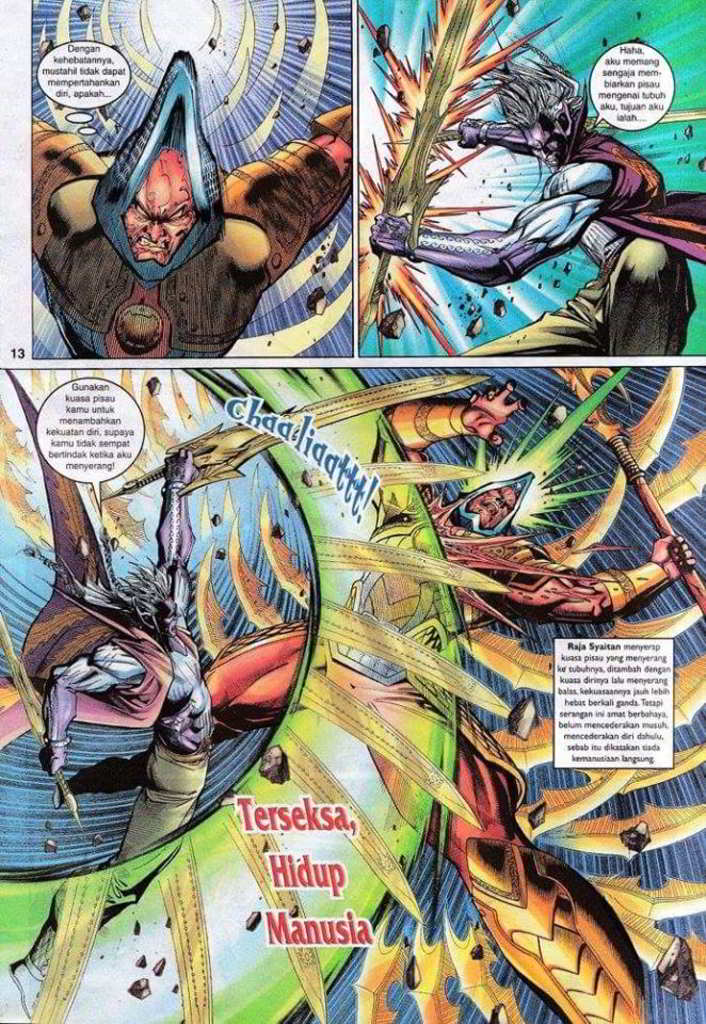 Dengan
kehebatannya,
mustahil tidak dapat
mempertahankan
diri, apakah...
Haha,
aku memang
sengaja mem-
biarkan pisau
mengenai tubuh
aku, tujuan aku
ialah....
13
Gunakan
kuasa pisau
kamu untuk
menambahkan
kekuatan diri, supaya
kamu tidak sempat
bertindak ketika aku
menyerang!
Chaa..liaattt!
Raja Syaitan menyerap
kuasa pisau yang menyerang
ke tubuhnya, ditambah dengan
kuasa dirinya lalu menyerang
balas, kekuasaannya jauh lebih
hebat berkali ganda. Tetapi
serangan ini amat berbahaya,
belum mencederakan musuh,
mencederakan diri dahulu,
sebab itu dikatakan tiada
kemanusiaan langsung.
Terseksa,
Hidup
Manusia